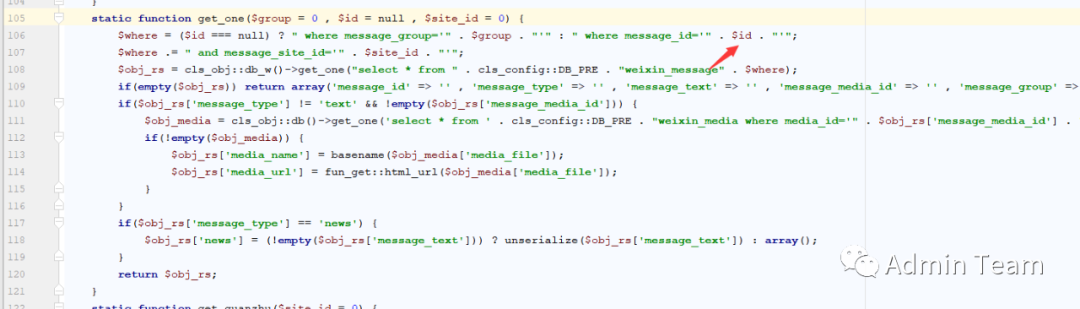 104 }
105 static function get_one($group = 0 , $id = null , $site_id = 0) {
106 $where = ($id === null) ? " where message_group='" . $group . "'" : " where message_id='" . $id . "'";
107 $where .= " and message_site_id='" . $site_id . "'";
108 $obj_rs = cls_obj::db_w()->get_one("select * from " . cls_config::DB_PRE . "weixin_message" . $where);
109 if(empty($obj_rs)) return array('message_id' => '' , 'message_type' => '' , 'message_text' => '' , 'message_media_id' => '' , 'message_group' =>
110 if($obj_rs['message_type'] != 'text' && !empty($obj_rs['message_media_id'])) {
111 $obj_media = cls_obj::db()->get_one('select * from ' . cls_config::DB_PRE . "weixin_media where media_id='" . $obj_rs['message_media_id'] .
112 if(!empty($obj_media)) {
113 $obj_rs['media_name'] = basename($obj_media['media_file']);
114 $obj_rs['media_url'] = fun_get::html_url($obj_media['media_file']);
115 }
116 }
117 if($obj_rs['message_type'] == 'news') {
118 $obj_rs['news'] = (!empty($obj_rs['message_text'])) ? unserialize($obj_rs['message_text']) : array();
119 }
120 return $obj_rs;
121 }
122 static function get_guanzhu($site_id = 0) {
Admin Team